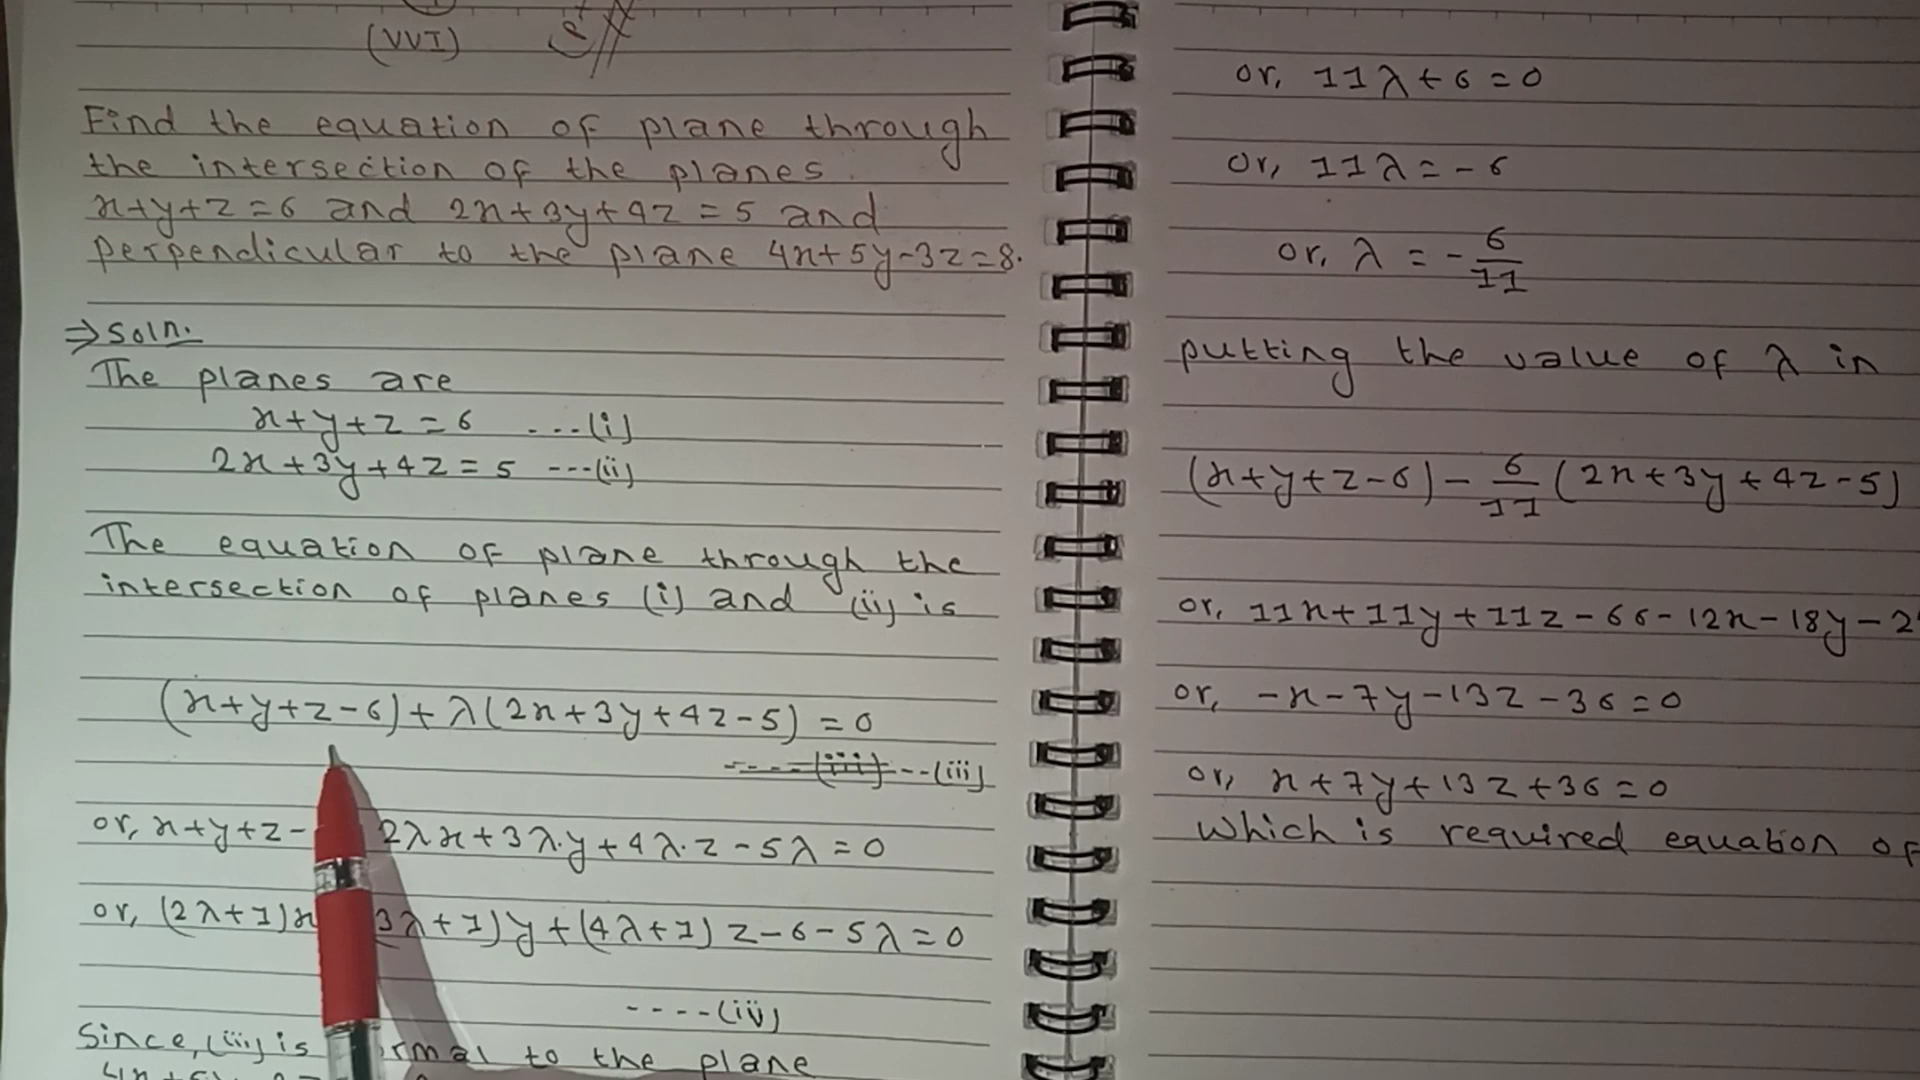 (VVI)
Find the equation of plane through
the intersection of the planes
x+y+z=6 and 2x+3y+4z=5 and
perpendicular to the plane 4x+5y-3z=8.
⇒ Soln.
The planes are
x+y+z=6 ---(i)
2x+3y+4z=5 ---(ii)
The equation of plane through the
intersection of planes (i) and (ii) is
(x+y+z-6)+λ(2x+3y+4z-5)=0
---(iii)
or, x+y+z- 2λx+3λ.y+4λ.z-5λ=0
or, (2λ+1)x 3λ+1)y+(4λ+1)z-6-5λ=0
----(iv)
Since, (iii) is rmal to the plane
or, 11λ+6=0
or, 11λ=-6
or, λ=-6/11
putting the value of λ in
(x+y+z-6)-6/11(2x+3y+4z-5)
or, 11x+11y+11z-66-12x-18y-2
or, -x-7y-13z-36=0
or, x+7y+13z+36=0
Which is required equation of